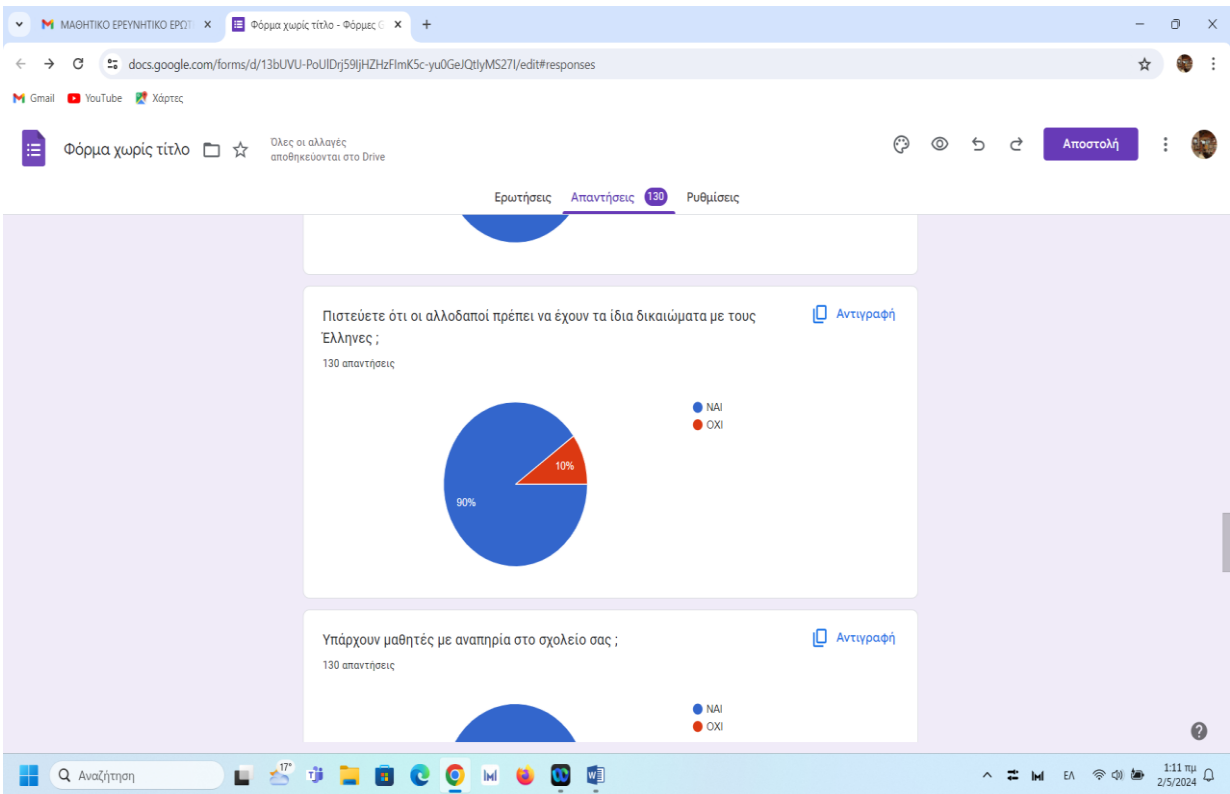 ΜΑΘΗΤΙΚΟ ΕΡΕΥΝΗΤΙΚΟ ΕΡΩΤ
Φόρμα χωρίς τίτλο - Φόρμες G
docs.google.com/forms/d/13bUVU-PoUlDrj59IjHZHzFImK5c-yu0GeJQtIyMS27I/edit#responses
Gmail YouTube Χάρτες
Φόρμα χωρίς τίτλο
Όλες οι αλλαγές
αποθηκεύονται στο Drive
Αποστολή
Ερωτήσεις Απαντήσεις 130 Ρυθμίσεις
Πιστεύετε ότι οι αλλοδαποί πρέπει να έχουν τα ίδια δικαιώματα με τους
Έλληνες ;
Αντιγραφή
130 απαντήσεις
ΝΑΙ
ΟΧΙ
10%
90%
Υπάρχουν μαθητές με αναπηρία στο σχολείο σας ;
Αντιγραφή
130 απαντήσεις
ΝΑΙ
ΟΧΙ
Αναζήτηση
17°
ΕΛ
1:11 πμ
2/5/2024